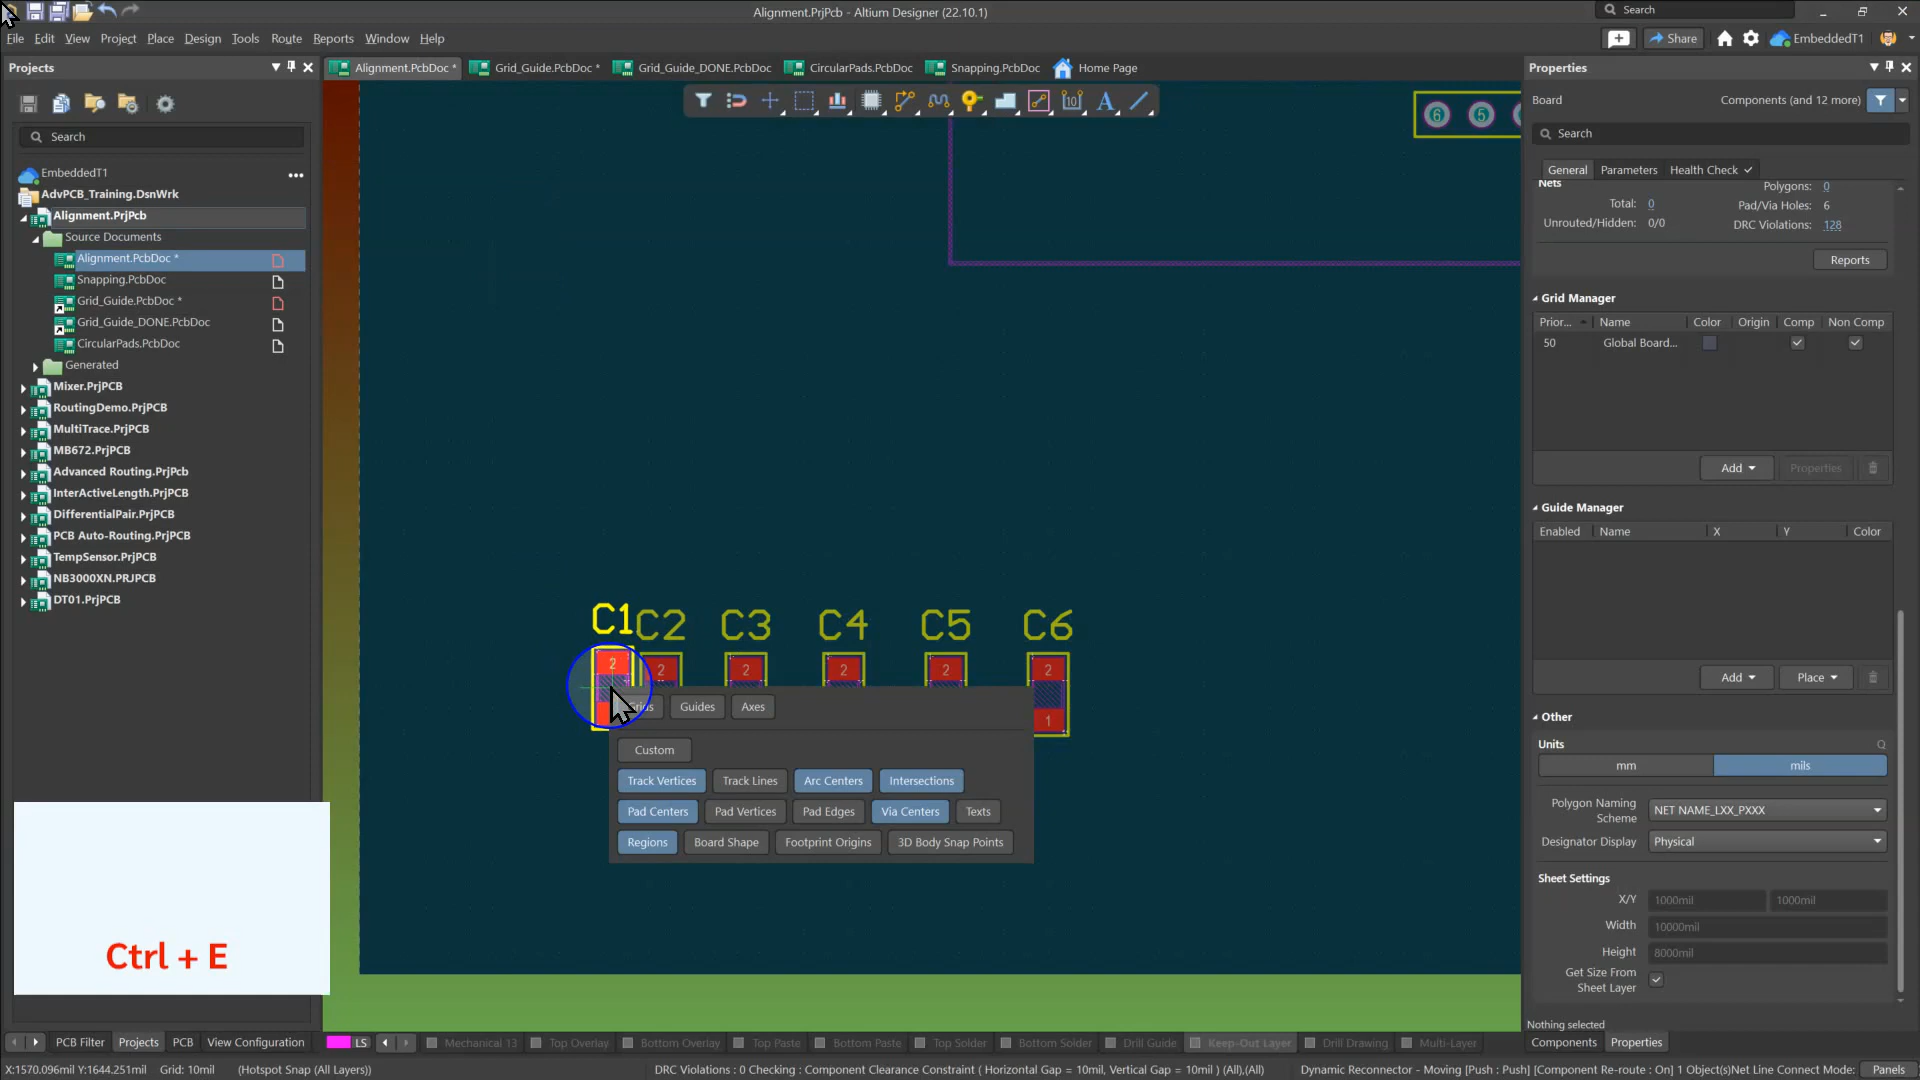 Alignment.PrjPcb - Altium Designer (22.10.1)
Search
File Edit View Project Place Design Tools Route Reports Window Help
Share
EmbeddedT1
Projects
Alignment.PcbDoc *
Grid_Guide.PcbDoc *
Grid_Guide_DONE.PcbDoc
CircularPads.PcbDoc
Snapping.PcbDoc
Home Page
Properties
Board
Components (and 12 more)
Search
Search
General
Parameters
Health Check
EmbeddedT1
AdvPCB_Training.DsnWrk
Alignment.PrjPcb
Source Documents
Alignment.PcbDoc *
Snapping.PcbDoc
Grid_Guide.PcbDoc *
Grid_Guide_DONE.PcbDoc
CircularPads.PcbDoc
Generated
Mixer.PrjPCB
RoutingDemo.PrjPCB
MultiTrace.PrjPCB
MB672.PrjPCB
Advanced Routing.PrjPcb
InterActiveLength.PrjPCB
DifferentialPair.PrjPCB
PCB Auto-Routing.PrjPCB
TempSensor.PrjPCB
NB3000XN.PRJPCB
DT01.PrjPCB
6 5
C1 C2 C3 C4 C5 C6
2 2 2 2 2 2
1
Guides Axes
Custom
Track Vertices Track Lines Arc Centers Intersections
Pad Centers Pad Vertices Pad Edges Via Centers Texts
Regions Board Shape Footprint Origins 3D Body Snap Points
Ctrl + E
Nets
Polygons: 0
Total: 0
Pad/Via Holes: 6
Unrouted/Hidden: 0/0
DRC Violations: 128
Reports
Grid Manager
Prior... Name Color Origin Comp Non Comp
50 Global Board...
Add
Properties
Guide Manager
Enabled Name X Y Color
Add
Place
Other
Units
mm
mils
Polygon Naming Scheme
NET NAME_LXX_PXXX
Designator Display
Physical
Sheet Settings
X/Y 1000mil 1000mil
Width 10000mil
Height 8000mil
Get Size From Sheet Layer
Nothing selected
PCB Filter Projects PCB View Configuration
LS
Mechanical 13 Top Overlay Bottom Overlay Top Paste Bottom Paste Top Solder Bottom Solder Drill Guide Keep-Out Layer Drill Drawing Multi-Layer
Components Properties
X:1570.096mil Y:1644.251mil Grid: 10mil (Hotspot Snap (All Layers))
DRC Violations : 0 Checking : Component Clearance Constraint ( Horizontal Gap = 10mil, Vertical Gap = 10mil ) (All),(All)
Dynamic Reconnector - Moving [Push : Push] [Component Re-route : On] 1 Object(s)Net Line Connect Mode:
Panels